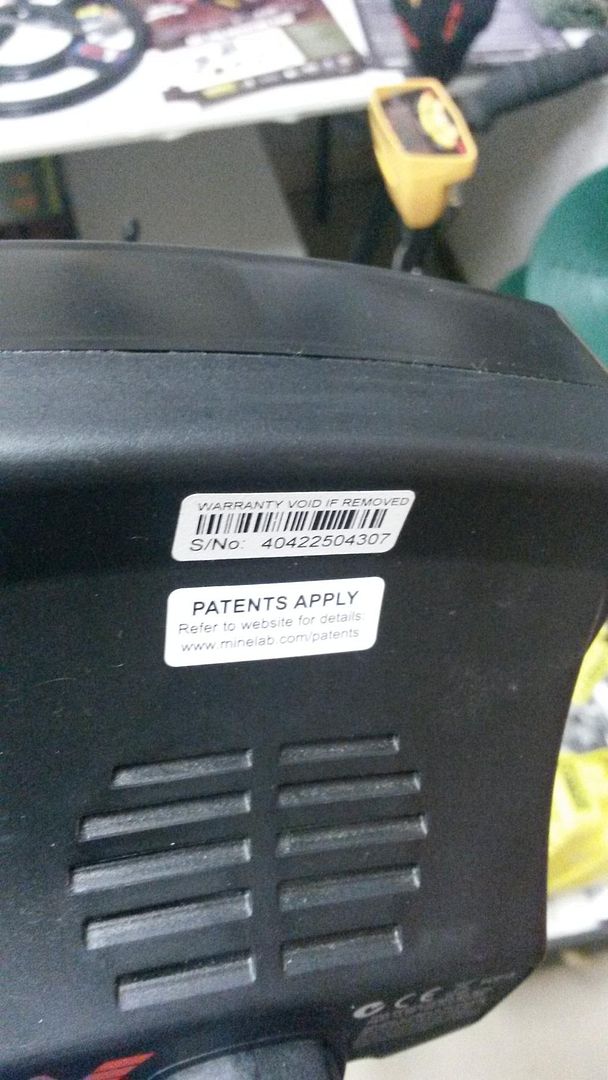 WARRANTY VOID IF REMOVED
S/No: 40422504307
PATENTS APPLY
Refer to website for details:
www.minelab.com/patents